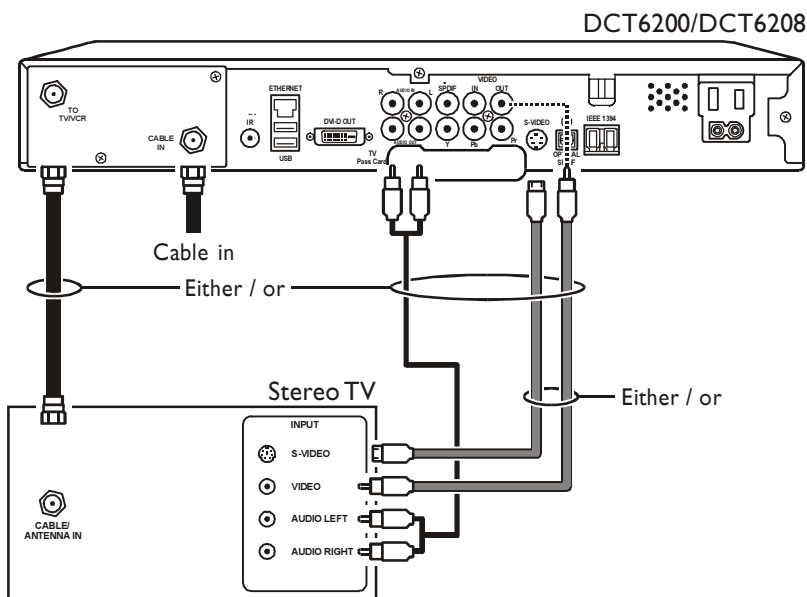 DCT6200/DCT6208
TO
TV/VCR
CABLE
IN
IR
ETHERNET
USB
DVI-D OUT
R
AUDIO IN
L
SPDIF
VIDEO
IN
OUT
AUDIO OUT
Y
Pb
Pr
TV
Pass Card
S-VIDEO
IEEE 1394
Cable in
Either / or
Either / or
Stereo TV
INPUT
S-VIDEO
VIDEO
AUDIO LEFT
AUDIO RIGHT
CABLE/
ANTENNA IN